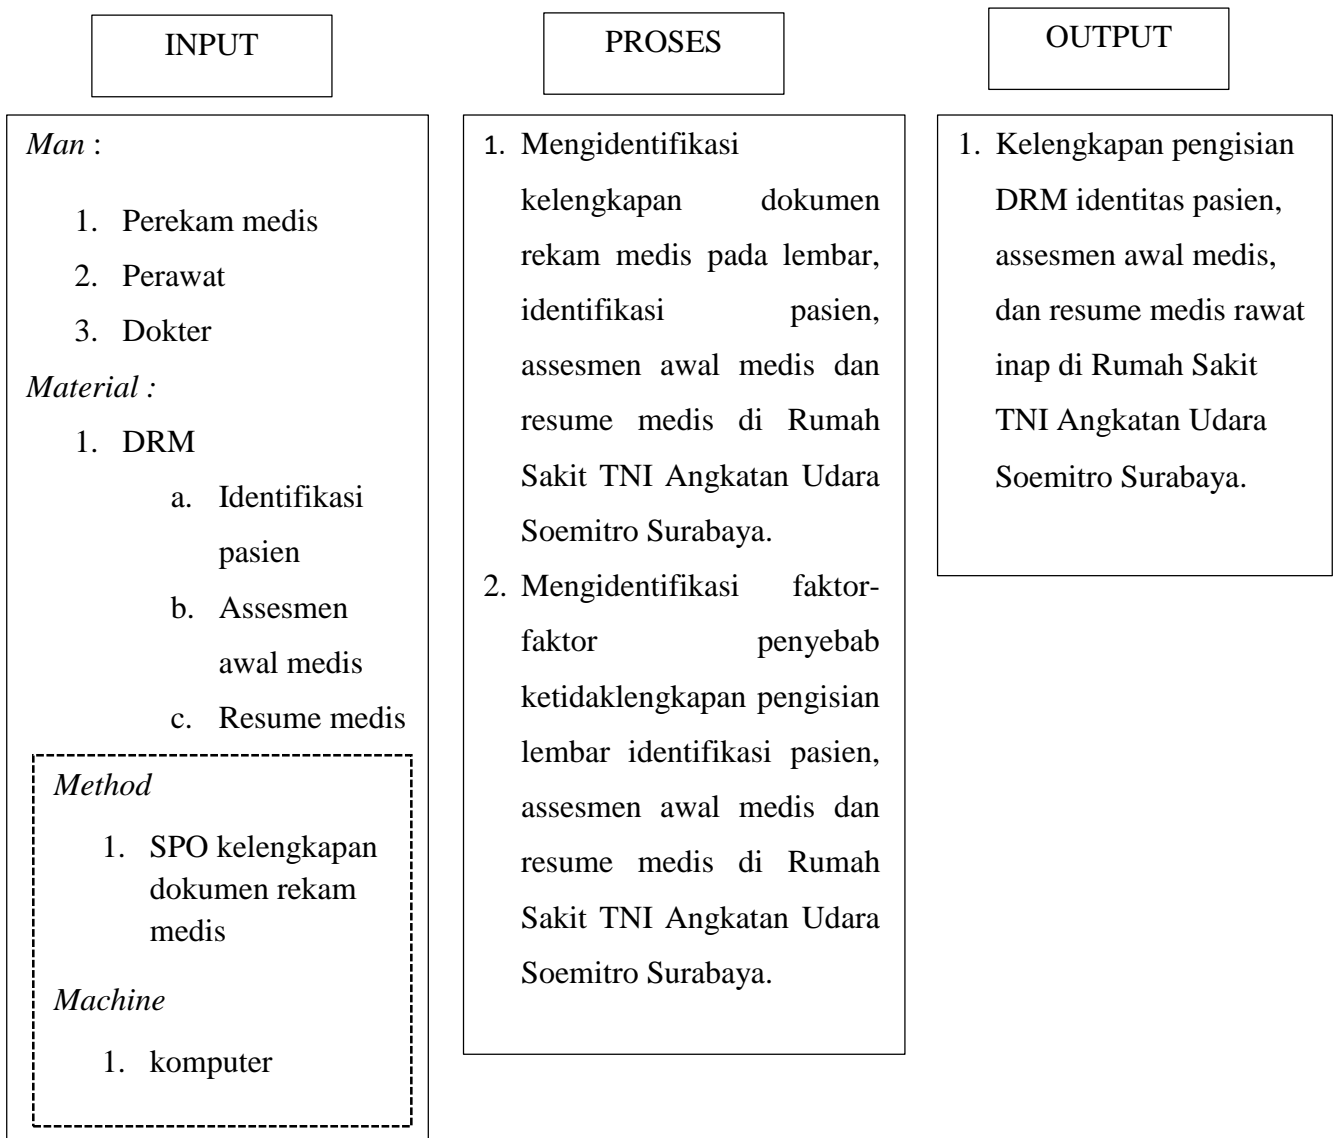 INPUT
PROSES
OUTPUT
Man :
1. Perekam medis
2. Perawat
3. Dokter
Material :
1. DRM
a. Identifikasi
pasien
b. Assesmen
awal medis
c. Resume medis
Method
1. SPO kelengkapan
dokumen rekam
medis
Machine
1. komputer
1. Mengidentifikasi
kelengkapan dokumen
rekam medis pada lembar,
identifikasi pasien,
assesmen awal medis dan
resume medis di Rumah
Sakit TNI Angkatan Udara
Soemitro Surabaya.
2. Mengidentifikasi faktor-
faktor penyebab
ketidaklengkapan pengisian
lembar identifikasi pasien,
assesmen awal medis dan
resume medis di Rumah
Sakit TNI Angkatan Udara
Soemitro Surabaya.
1. Kelengkapan pengisian
DRM identitas pasien,
assesmen awal medis,
dan resume medis rawat
inap di Rumah Sakit
TNI Angkatan Udara
Soemitro Surabaya.